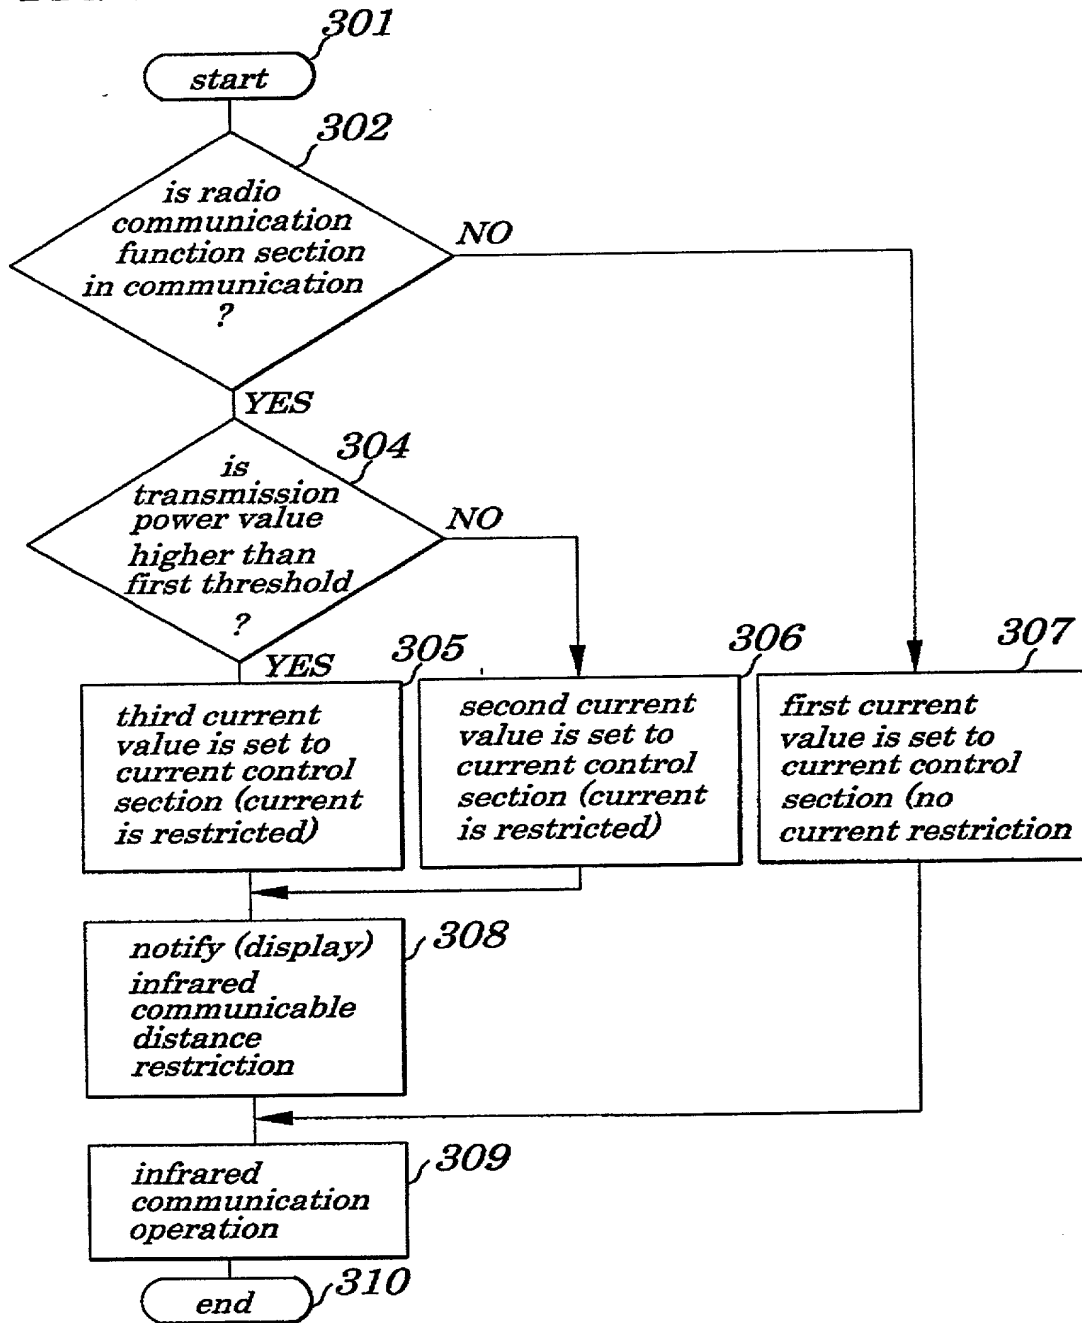 301
start
302
is radio
communication
function section
in communication
?
NO
YES
304
is
transmission
power value
higher than
first threshold
?
NO
YES
305
third current
value is set to
current control
section (current
is restricted)
306
second current
value is set to
current control
section (current
is restricted)
307
first current
value is set to
current control
section (no
current restriction
308
notify (display)
infrared
communicable
distance
restriction
309
infrared
communication
operation
310
end